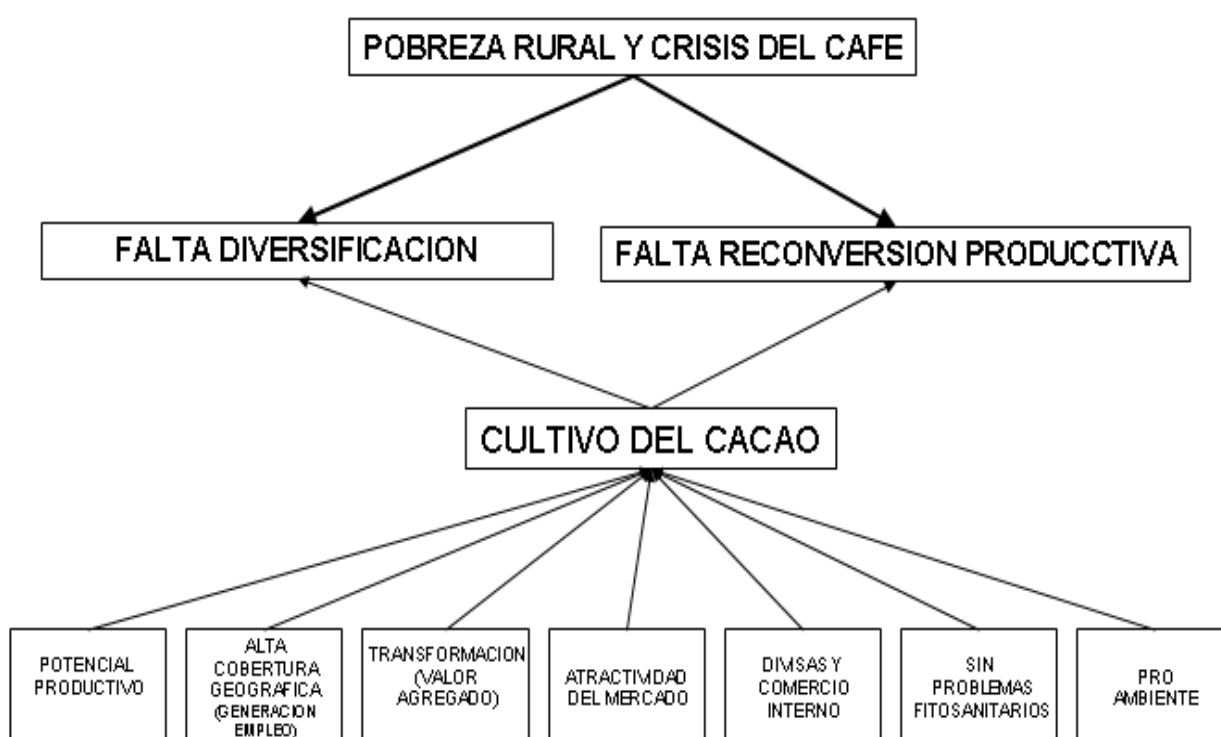 POBREZA RURAL Y CRISIS DEL CAFE
FALTA DIVERSIFICACION
FALTA RECONVERSION PRODUCCTIVA
CULTIVO DEL CACAO
POTENCIAL
PRODUCTIVO
ALTA
COBERTURA
GEOGRAFICA
(GENERACION
EMPLEO)
TRANSFORMACION
(VALOR
AGREGADO)
ATRACTIVIDAD
DEL MERCADO
DIVISAS Y
COMERCIO
INTERNO
SIN
PROBLEMAS
FITOSANITARIOS
PRO
AMBIENTE